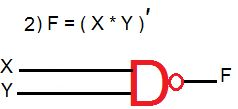 2) F = ( X * Y )′
X
Y
F